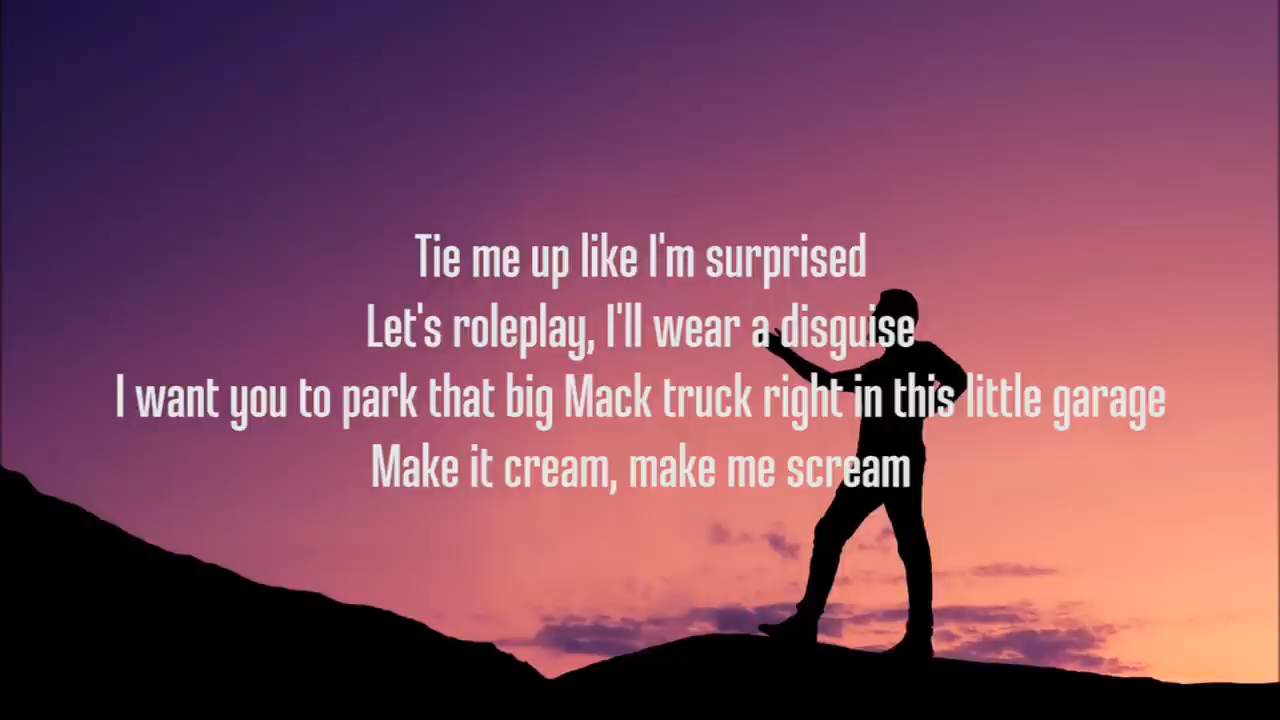 Tie me up like I'm surprised
Let's roleplay, I'll wear a disguise
I want you to park that big Mack truck right in this little garage
Make it cream, make me scream